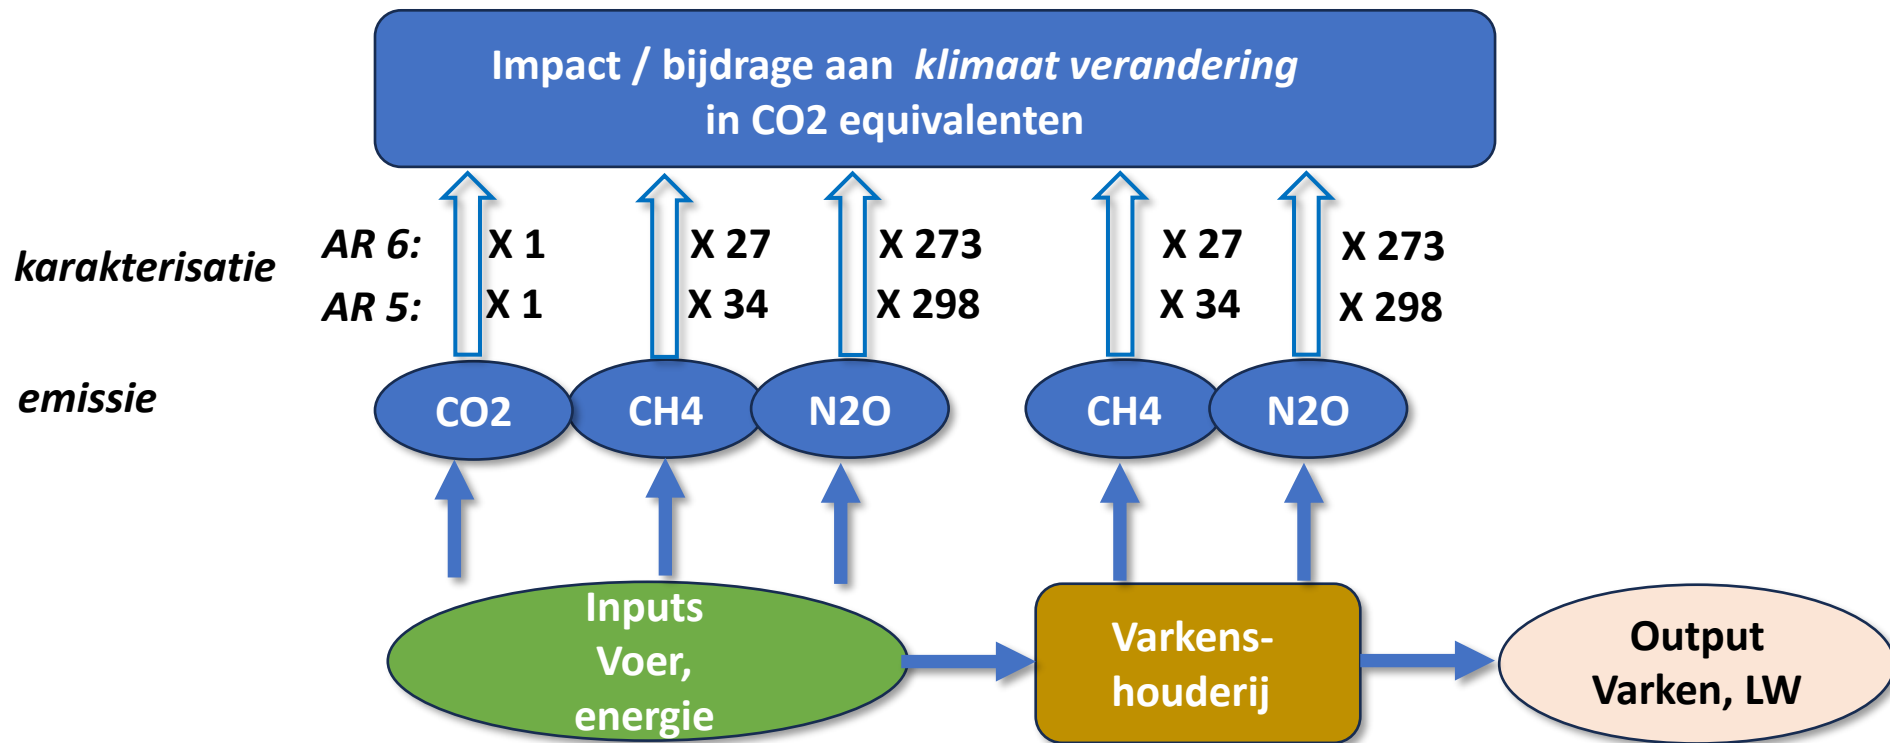 Impact / bijdrage aan klimaat verandering
in CO2 equivalenten
karakterisatie
AR 6: X 1 X 27 X 273 X 27 X 273
AR 5: X 1 X 34 X 298 X 34 X 298
emissie
CO2 CH4 N2O CH4 N2O
Inputs
Voer,
energie
Varkens-
houderij
Output
Varken, LW